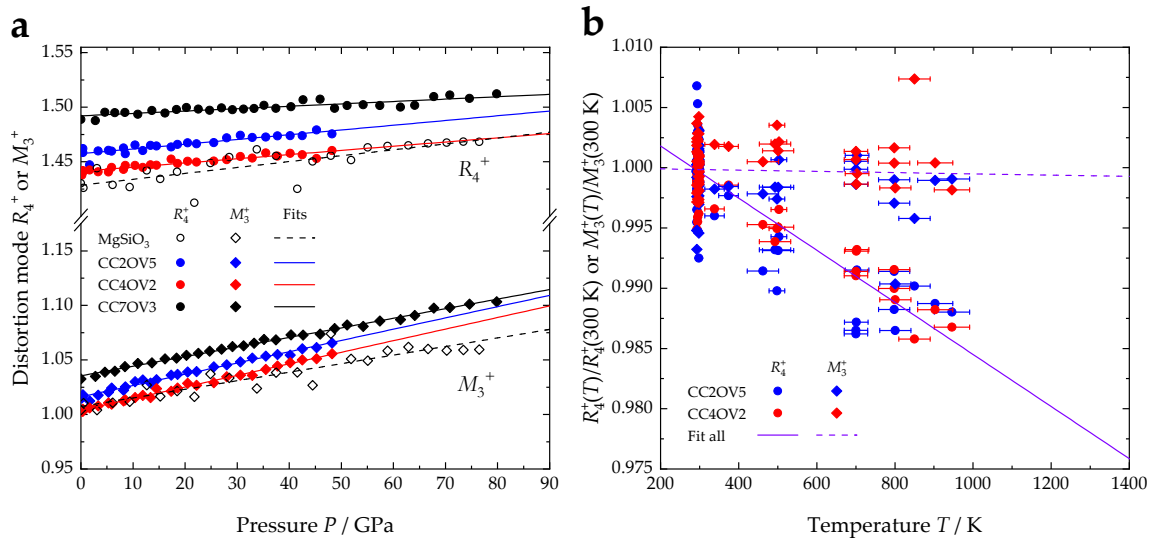 a
Distortion mode R₄⁺ or M₃⁺
1.55
1.50
1.45
1.15
1.10
1.05
1.00
0.95
R₄⁺
R₄⁺ M₃⁺ Fits
MgSiO₃
CC2OV5
CC4OV2
CC7OV3
M₃⁺
0 10 20 30 40 50 60 70 80 90
Pressure P / GPa
b
R₄⁺(T)/R₄⁺(300 K) or M₃⁺(T)/M₃⁺(300 K)
1.010
1.005
1.000
0.995
0.990
0.985
0.980
0.975
R₄⁺ M₃⁺
CC2OV5
CC4OV2
Fit all
200 400 600 800 1000 1200 1400
Temperature T / K